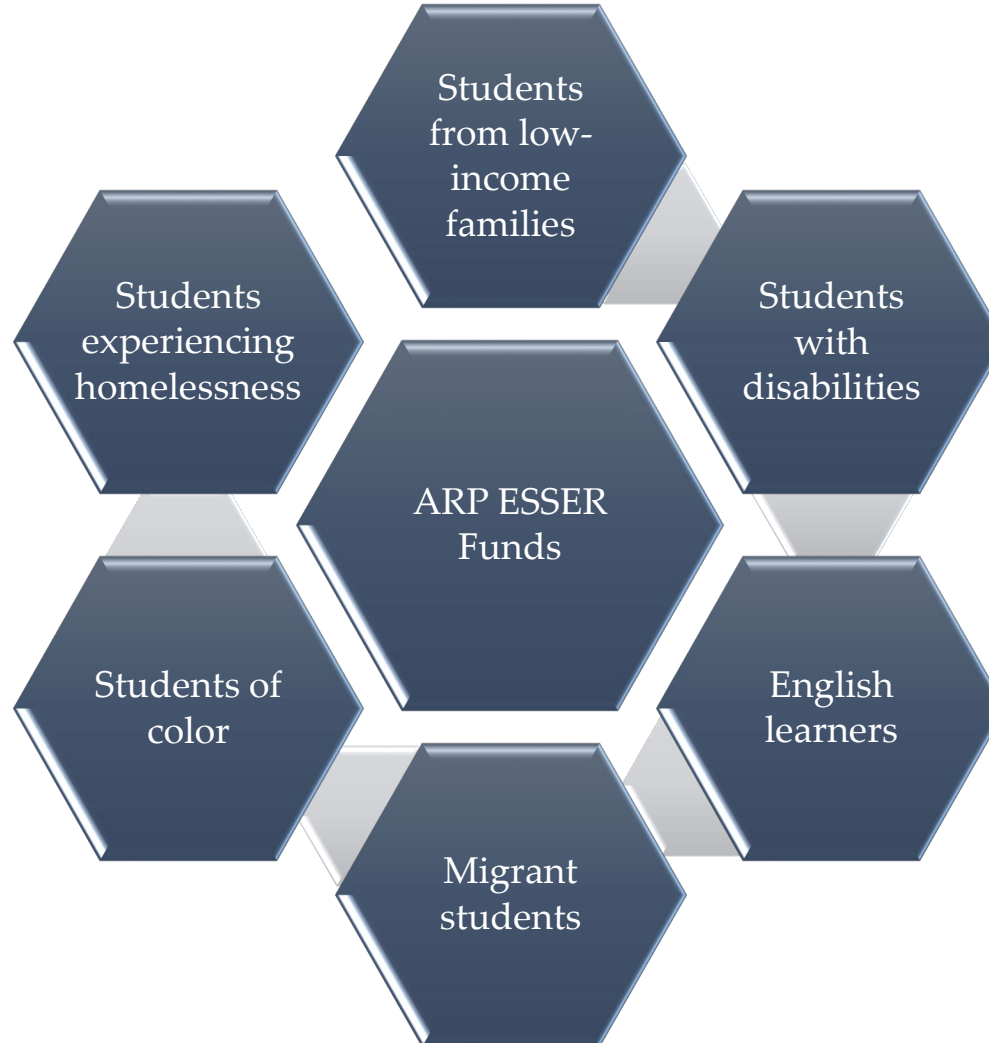 Students
from low-
income
families
Students
with
disabilities
English
learners
Migrant
students
Students of
color
Students
experiencing
homelessness
ARP ESSER
Funds